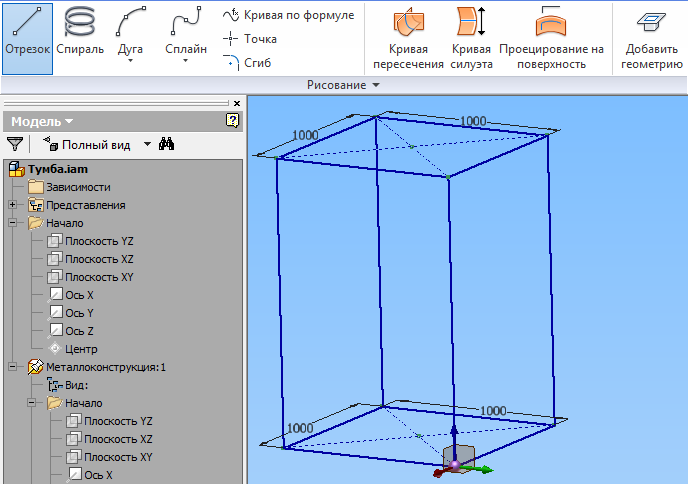 Отрезок
Спираль
Дуга
Сплайн
Кривая по формуле
Точка
Сгиб
Кривая пересечения
Кривая силуэта
Проецирование на поверхность
Добавить геометрию
Рисование
Модель
Полный вид
Тумба.iam
Зависимости
Представления
Начало
Плоскость YZ
Плоскость XZ
Плоскость XY
Ось X
Ось Y
Ось Z
Центр
Металлоконструкция:1
Вид:
Начало
Плоскость YZ
Плоскость XZ
Плоскость XY
Ось X
1000
1000
1000
1000